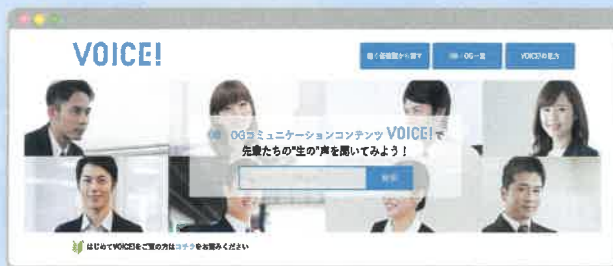 VOICE!
働く価値観から探す
OB・OG一覧
VOICE!の魅力
OB・OGコミュニケーションコンテンツ VOICE!で
先輩たちの"生の"声を聞いてみよう！
検索
はじめてVOICE!をご覧の方はコチラをお読みください